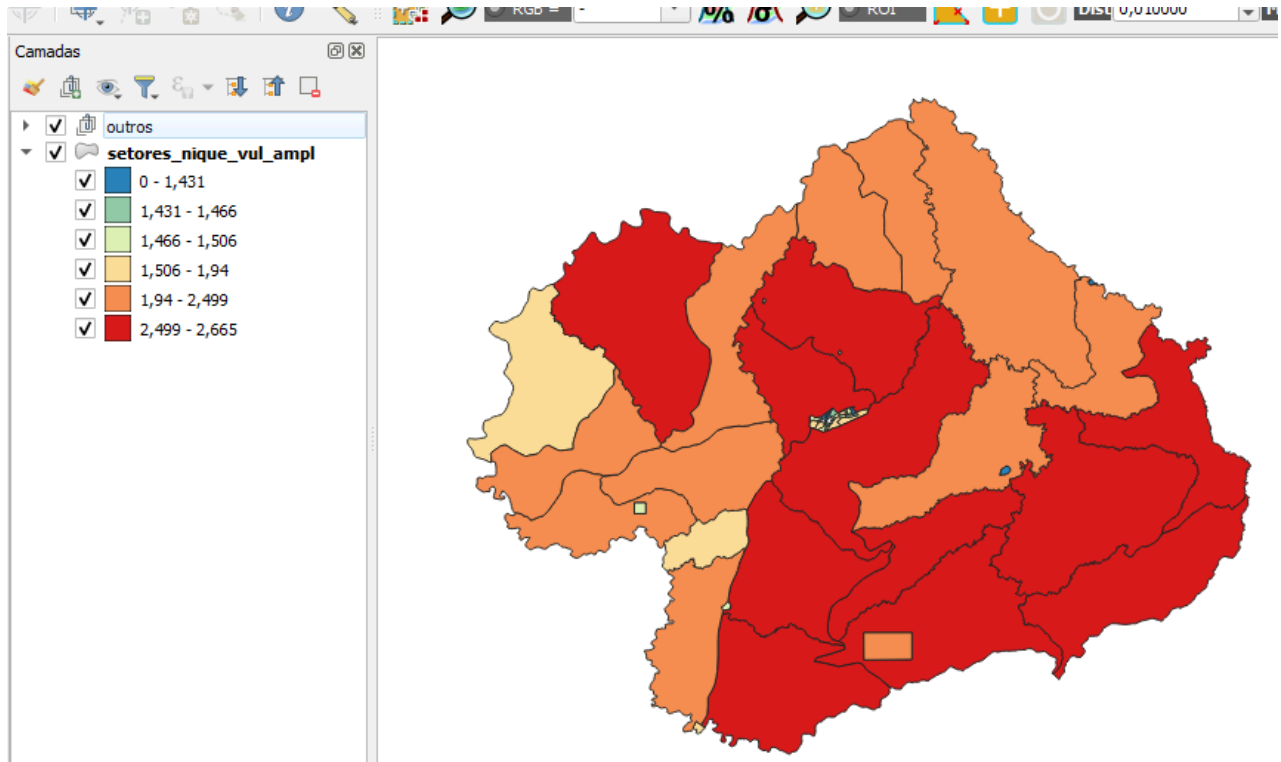 RGB = -
ROI
Dist 0,010000
Camadas
outros
setores_nique_vul_ampl
0 - 1,431
1,431 - 1,466
1,466 - 1,506
1,506 - 1,94
1,94 - 2,499
2,499 - 2,665